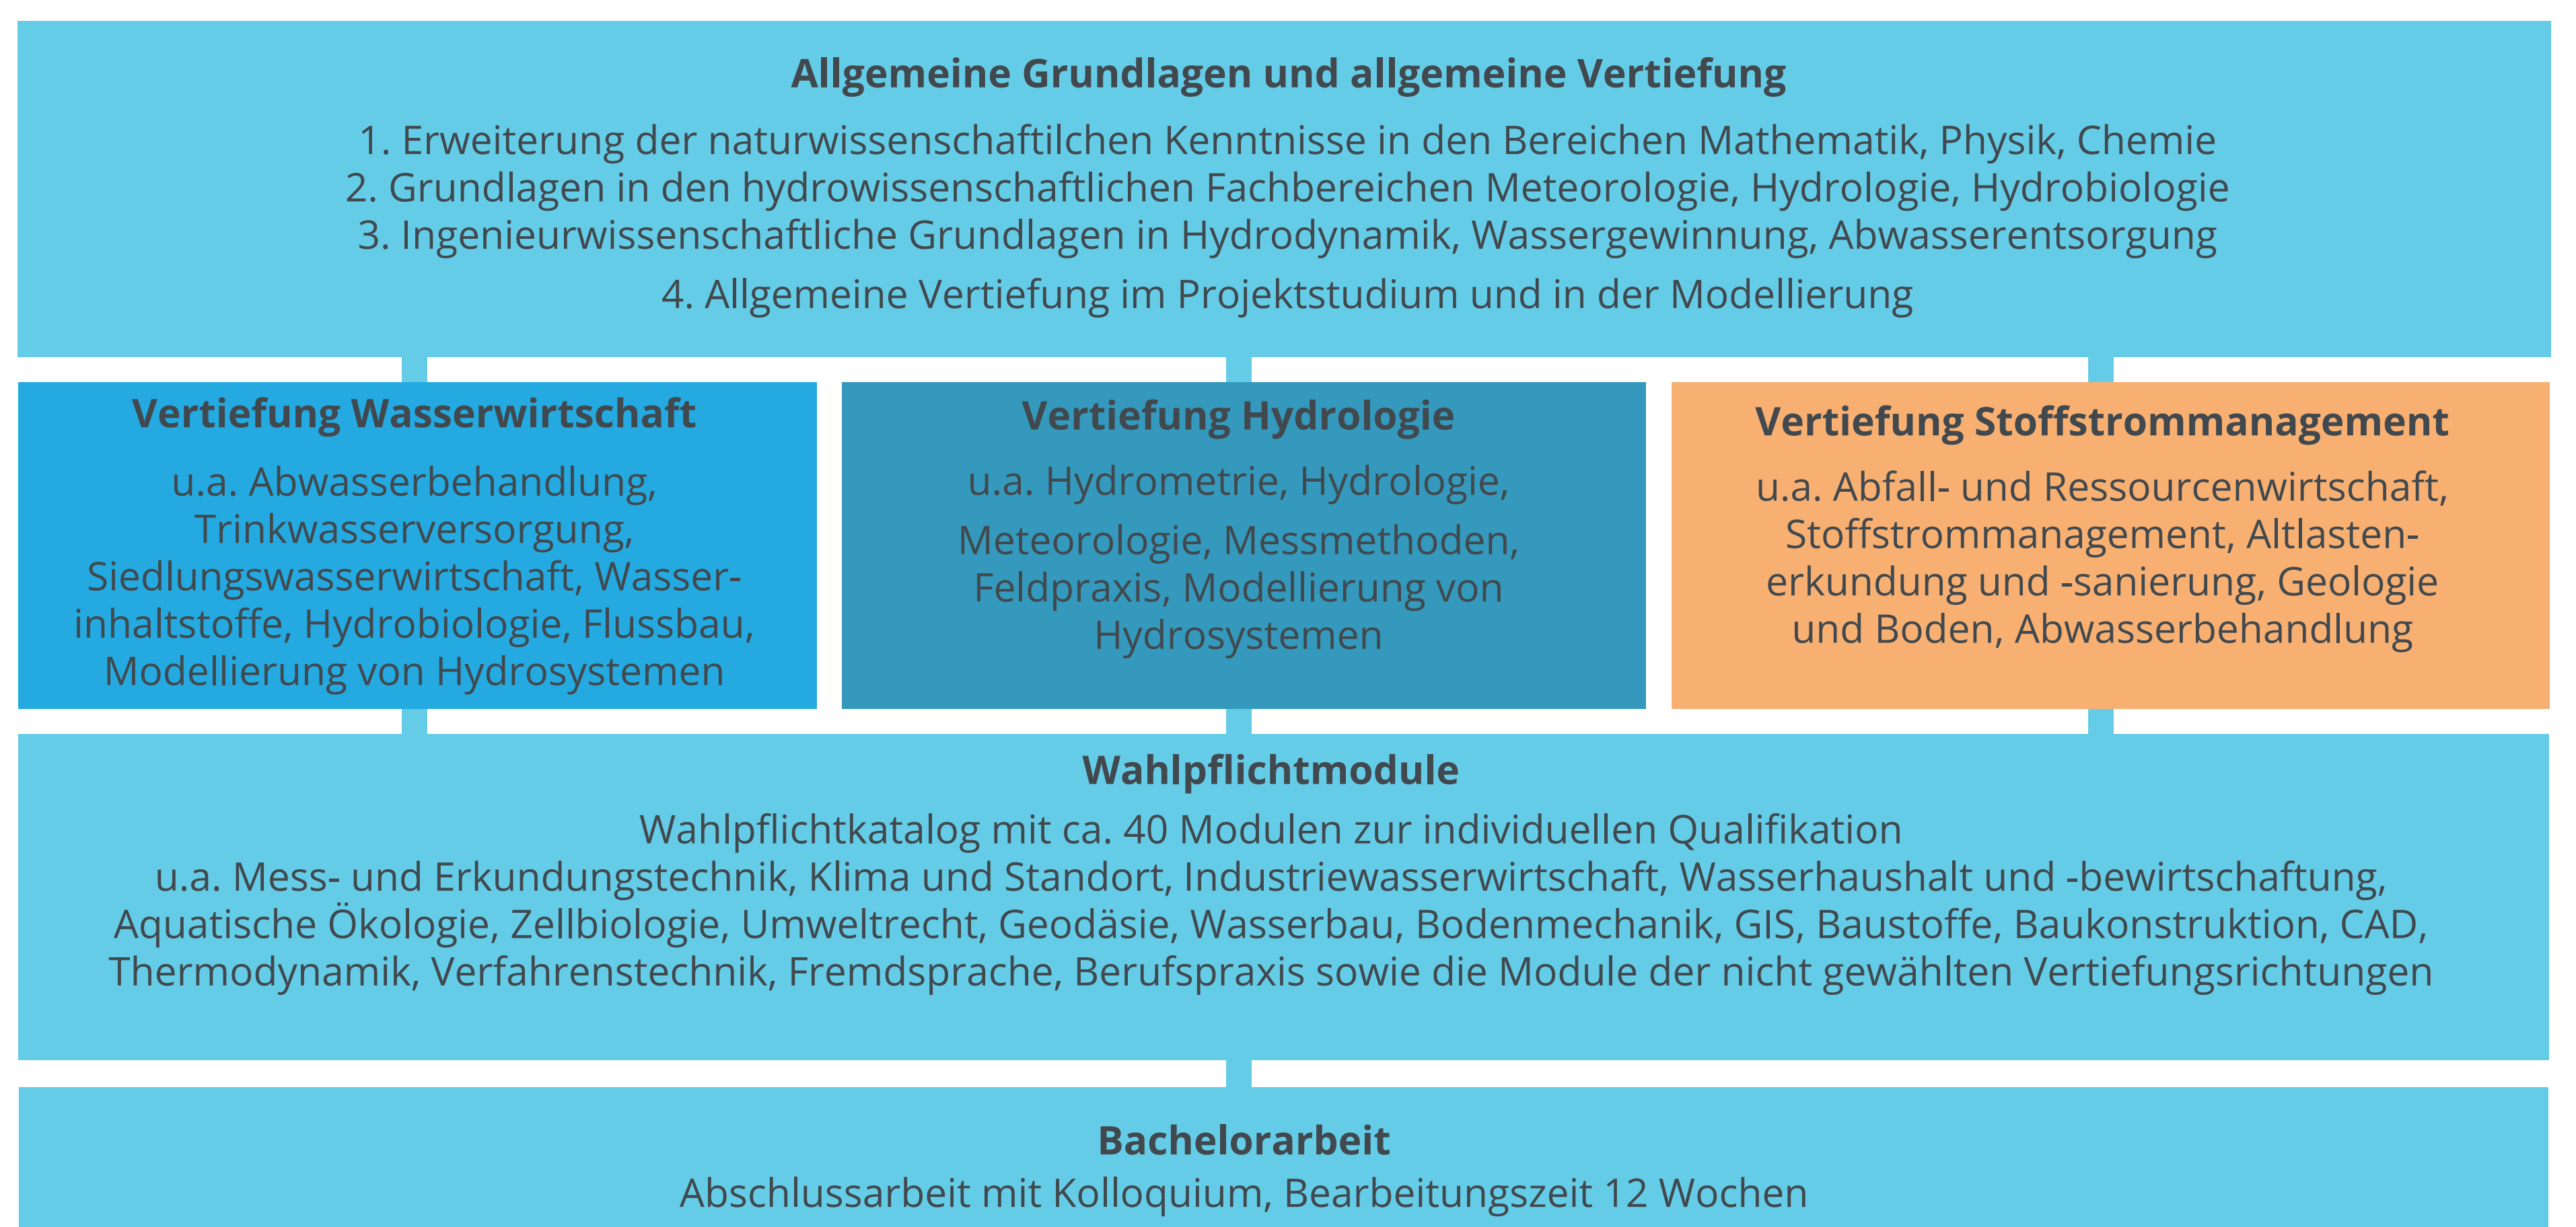 Allgemeine Grundlagen und allgemeine Vertiefung
1. Erweiterung der naturwissenschaftilchen Kenntnisse in den Bereichen Mathematik, Physik, Chemie
2. Grundlagen in den hydrowissenschaftlichen Fachbereichen Meteorologie, Hydrologie, Hydrobiologie
3. Ingenieurwissenschaftliche Grundlagen in Hydrodynamik, Wassergewinnung, Abwasserentsorgung
4. Allgemeine Vertiefung im Projektstudium und in der Modellierung
Vertiefung Wasserwirtschaft
u.a. Abwasserbehandlung,
Trinkwasserversorgung,
Siedlungswasserwirtschaft, Wasser-
inhaltstoffe, Hydrobiologie, Flussbau,
Modellierung von Hydrosystemen
Vertiefung Hydrologie
u.a. Hydrometrie, Hydrologie,
Meteorologie, Messmethoden,
Feldpraxis, Modellierung von
Hydrosystemen
Vertiefung Stoffstrommanagement
u.a. Abfall- und Ressourcenwirtschaft,
Stoffstrommanagement, Altlasten-
erkundung und -sanierung, Geologie
und Boden, Abwasserbehandlung
Wahlpflichtmodule
Wahlpflichtkatalog mit ca. 40 Modulen zur individuellen Qualifikation
u.a. Mess- und Erkundungstechnik, Klima und Standort, Industriewasserwirtschaft, Wasserhaushalt und -bewirtschaftung,
Aquatische Ökologie, Zellbiologie, Umweltrecht, Geodäsie, Wasserbau, Bodenmechanik, GIS, Baustoffe, Baukonstruktion, CAD,
Thermodynamik, Verfahrenstechnik, Fremdsprache, Berufspraxis sowie die Module der nicht gewählten Vertiefungsrichtungen
Bachelorarbeit
Abschlussarbeit mit Kolloquium, Bearbeitungszeit 12 Wochen